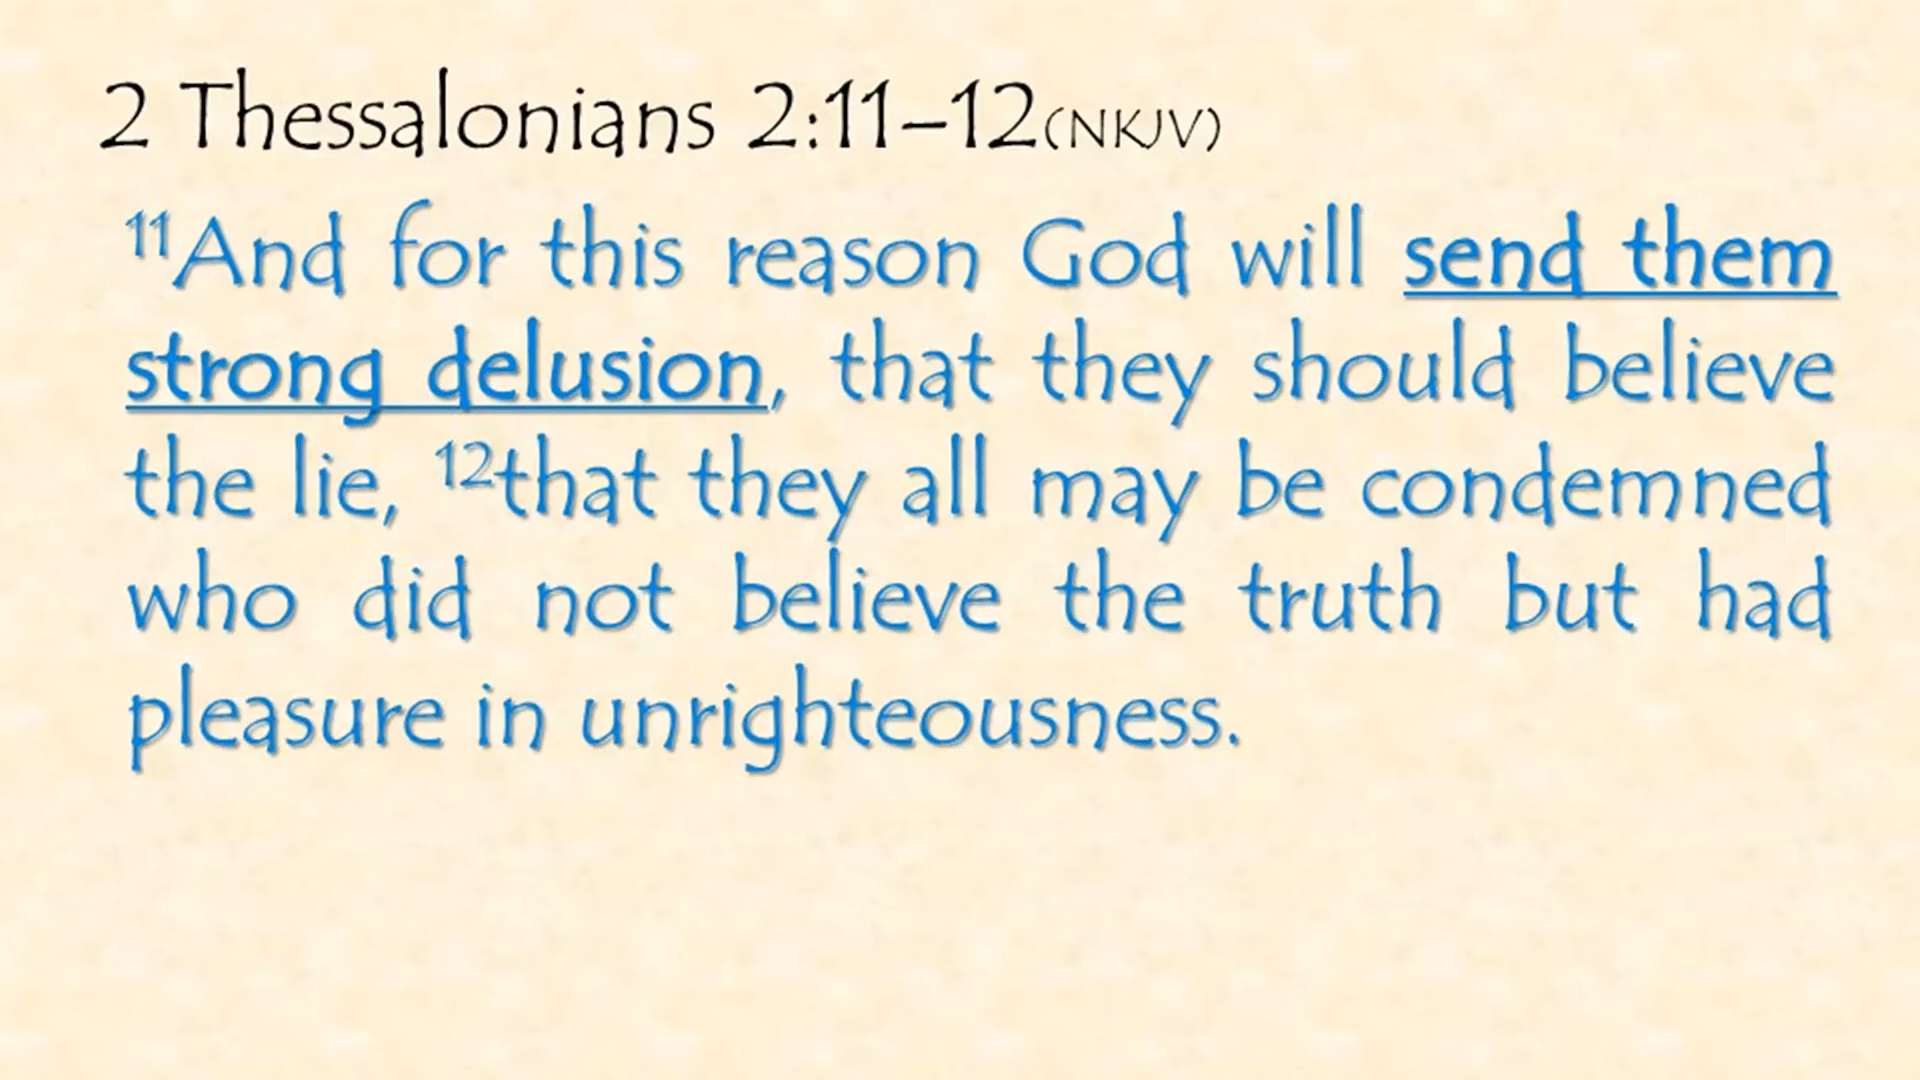 2 Thessalonians 2:11–12(NKJV)
11And for this reason God will send them
strong delusion, that they should believe
the lie, 12that they all may be condemned
who did not believe the truth but had
pleasure in unrighteousness.